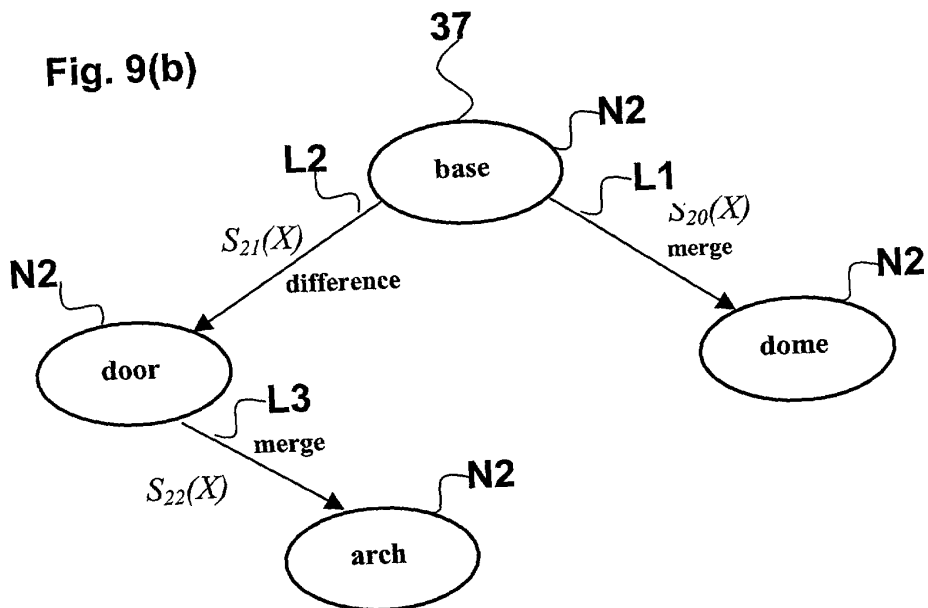 37
Fig. 9(b)
N2
base
L2
L1
S20(X)
S21(X)
merge
N2
N2
difference
dome
door
L3
merge
N2
S22(X)
arch